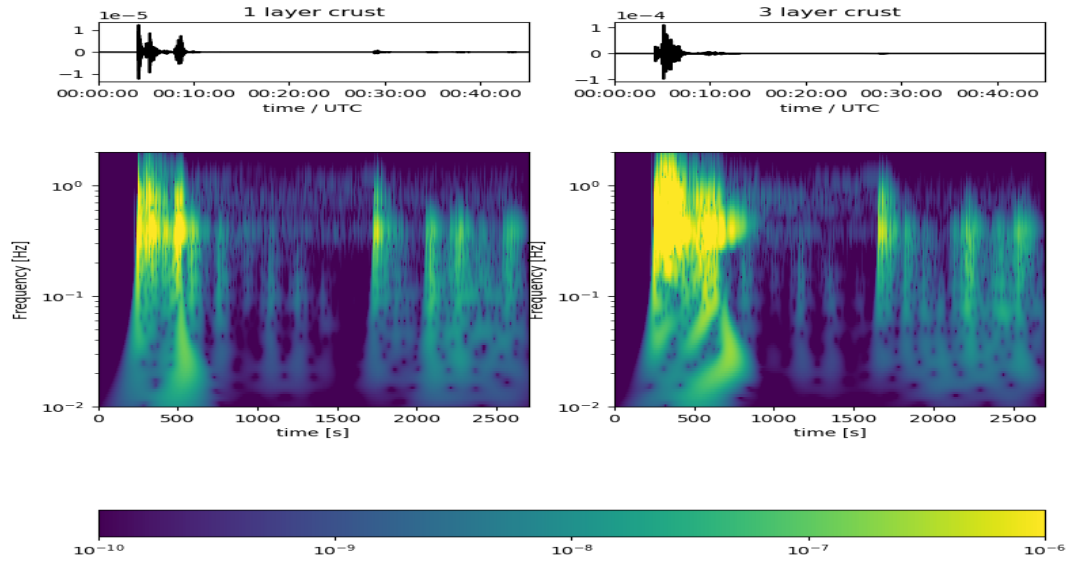 1 layer crust
1e−5
1
0
−1
00:00:00 00:10:00 00:20:00 00:30:00 00:40:00
time / UTC
3 layer crust
1e−4
1
0
−1
00:00:00 00:10:00 00:20:00 00:30:00 00:40:00
time / UTC
Frequency [Hz]
10⁰
10⁻¹
10⁻²
0 500 1000 1500 2000 2500
time [s]
Frequency [Hz]
10⁰
10⁻¹
10⁻²
0 500 1000 1500 2000 2500
time [s]
10⁻¹⁰ 10⁻⁹ 10⁻⁸ 10⁻⁷ 10⁻⁶